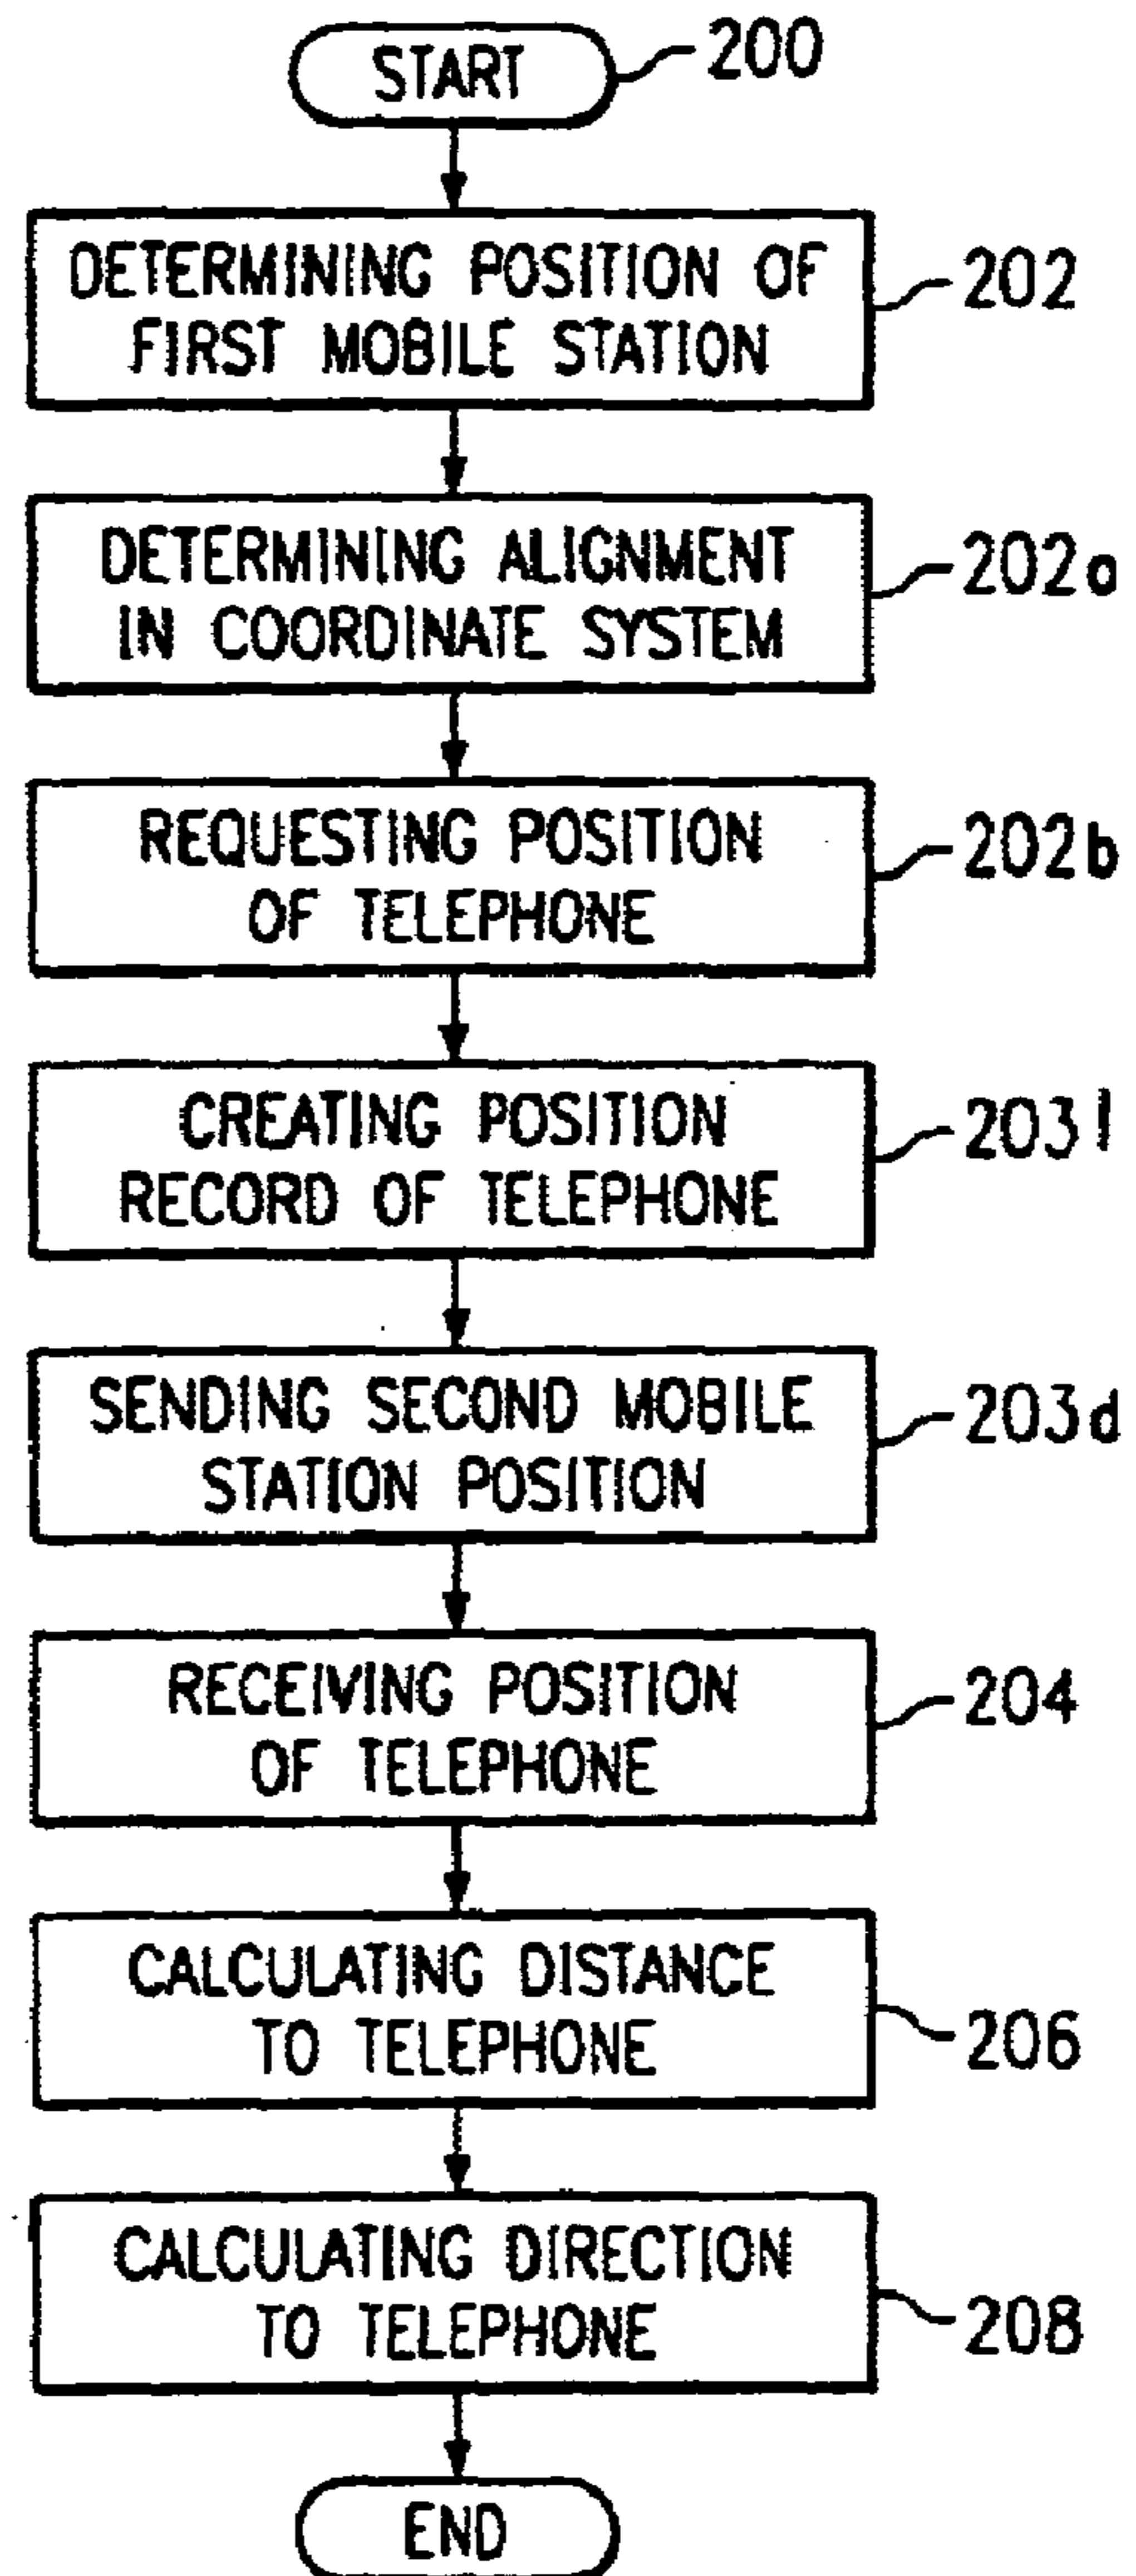 START
200
DETERMINING POSITION OF
FIRST MOBILE STATION
202
DETERMINING ALIGNMENT
IN COORDINATE SYSTEM
202a
REQUESTING POSITION
OF TELEPHONE
202b
CREATING POSITION
RECORD OF TELEPHONE
203l
SENDING SECOND MOBILE
STATION POSITION
203d
RECEIVING POSITION
OF TELEPHONE
204
CALCULATING DISTANCE
TO TELEPHONE
206
CALCULATING DIRECTION
TO TELEPHONE
208
END